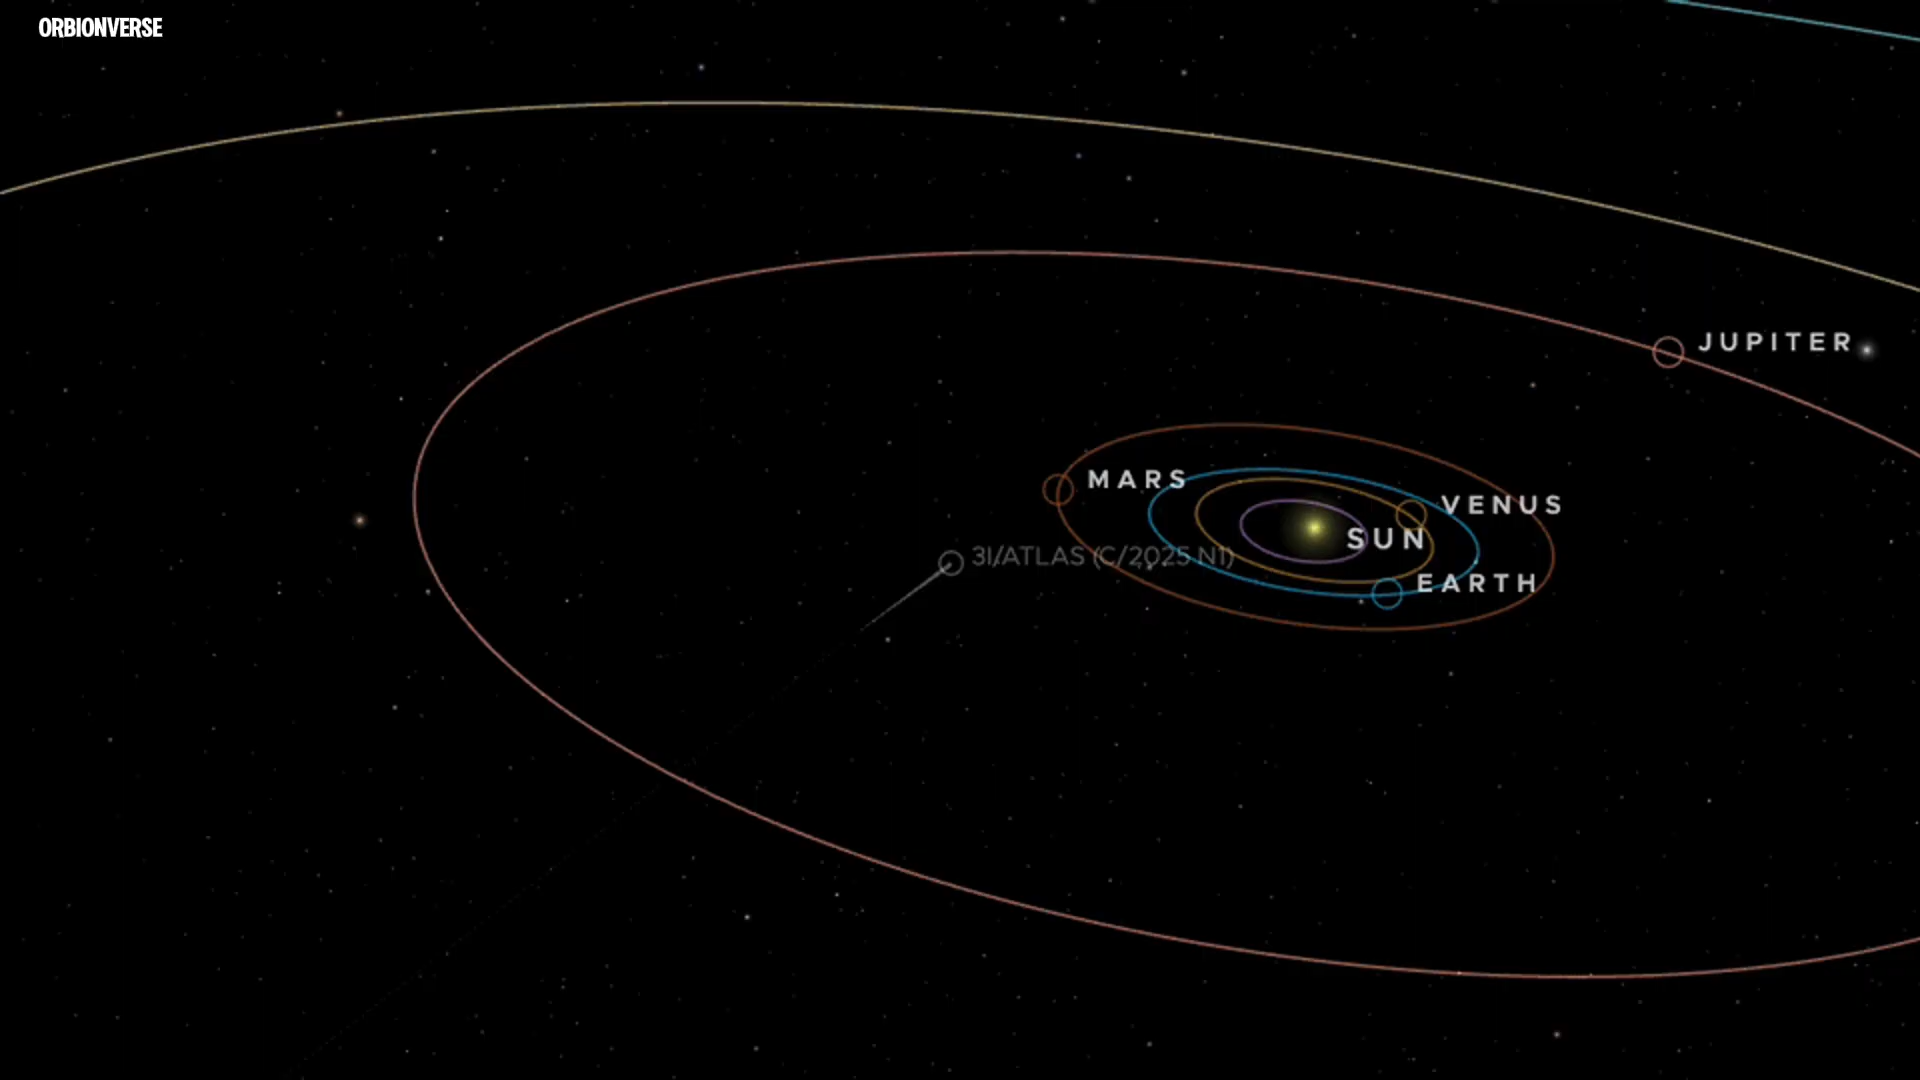 ORBIONVERSE
JUPITER
MARS
VENUS
SUN
3I/ATLAS (C/2025 N1)
EARTH